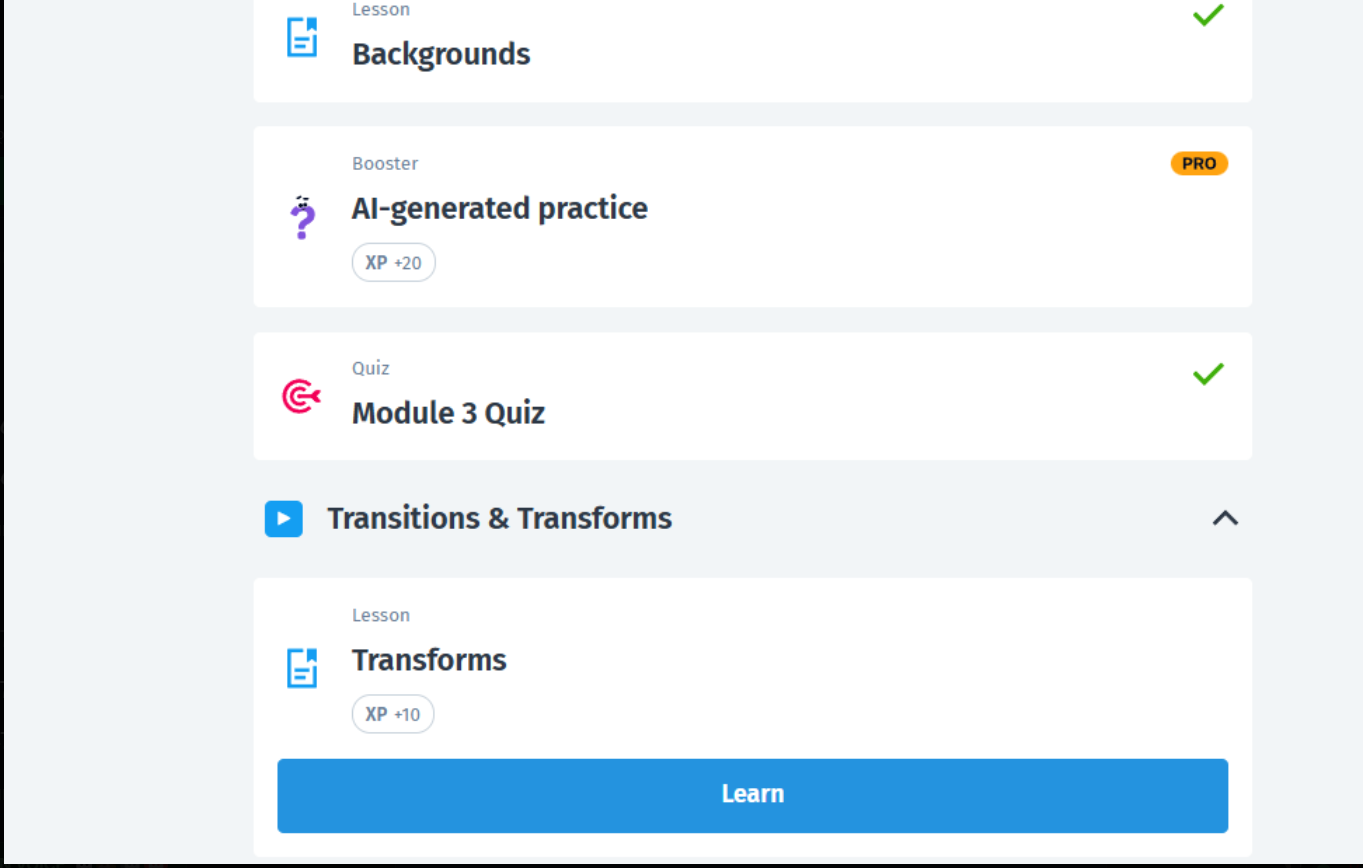 Lesson
Backgrounds
Booster
PRO
AI-generated practice
XP +20
Quiz
Module 3 Quiz
Transitions & Transforms
Lesson
Transforms
XP +10
Learn